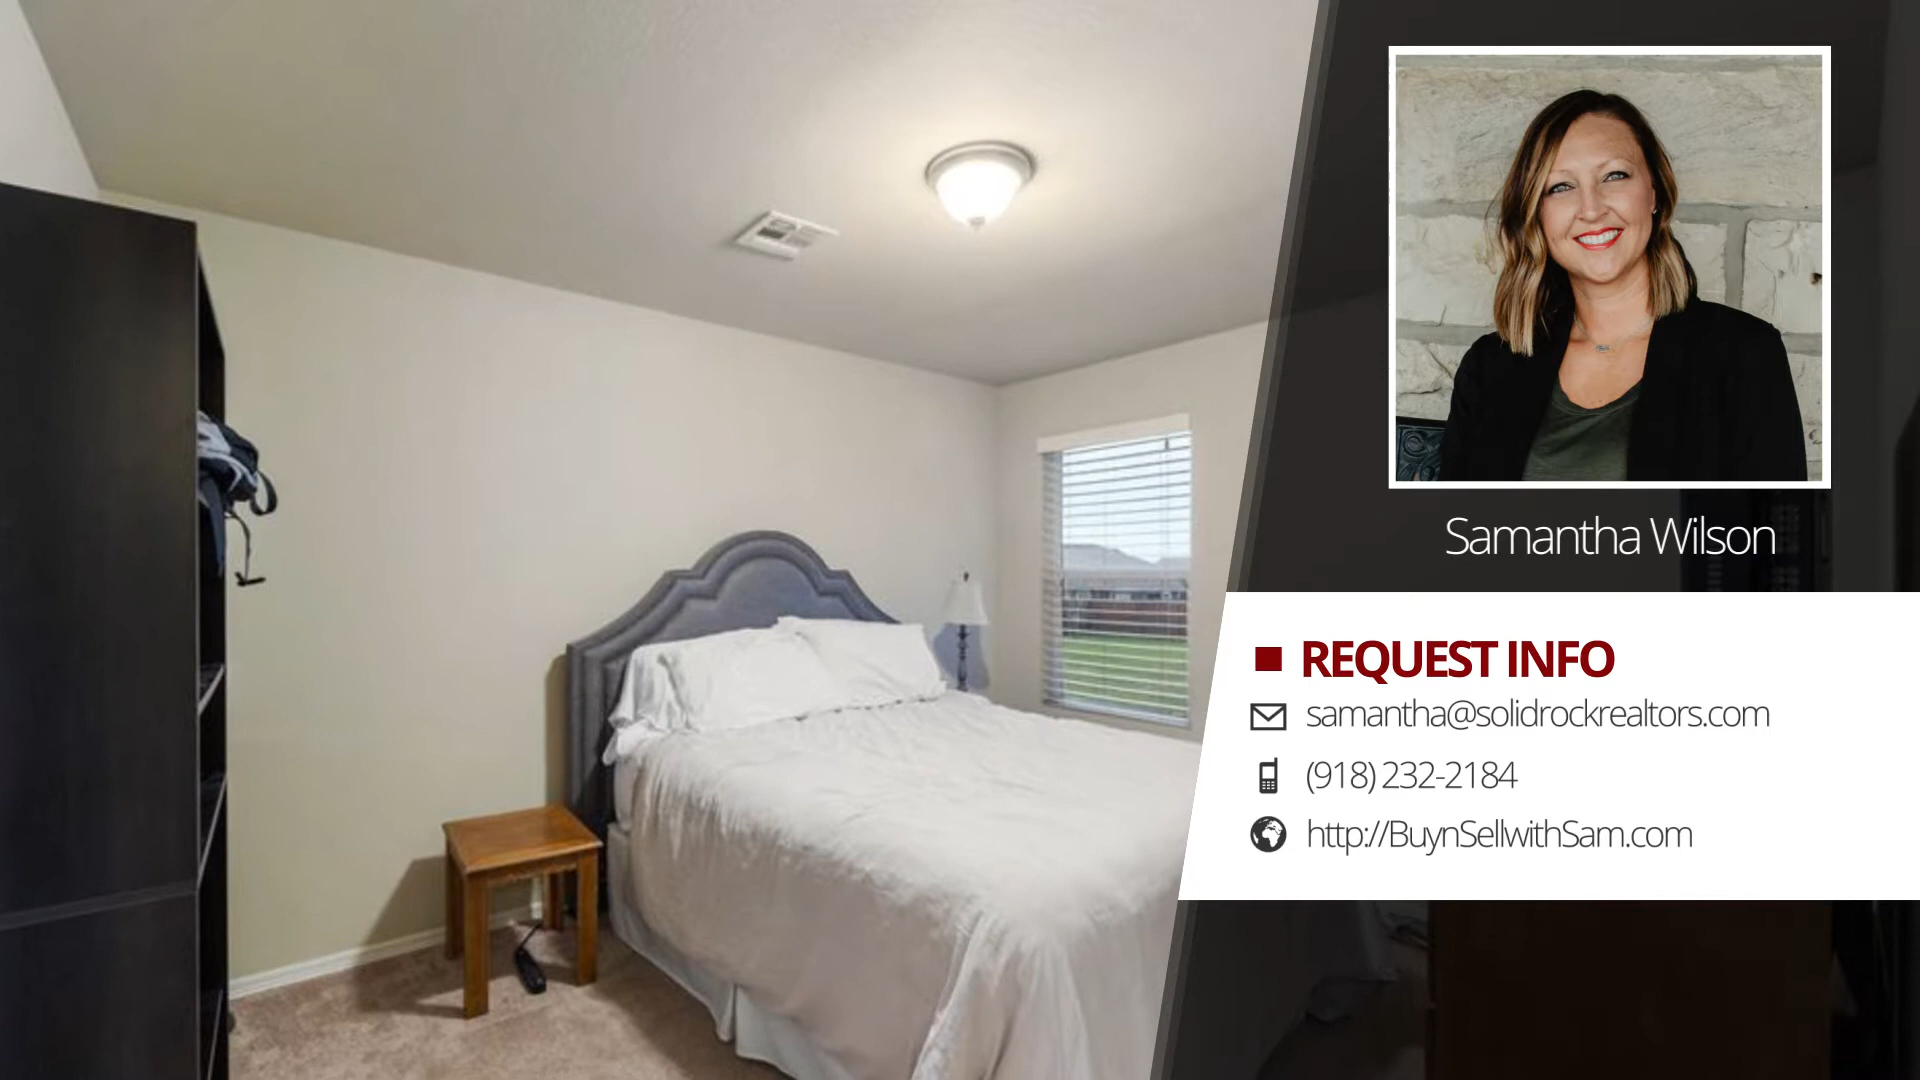 Samantha Wilson
REQUEST INFO
samantha@solidrockrealtors.com
(918) 232-2184
http://BuynSellwithSam.com